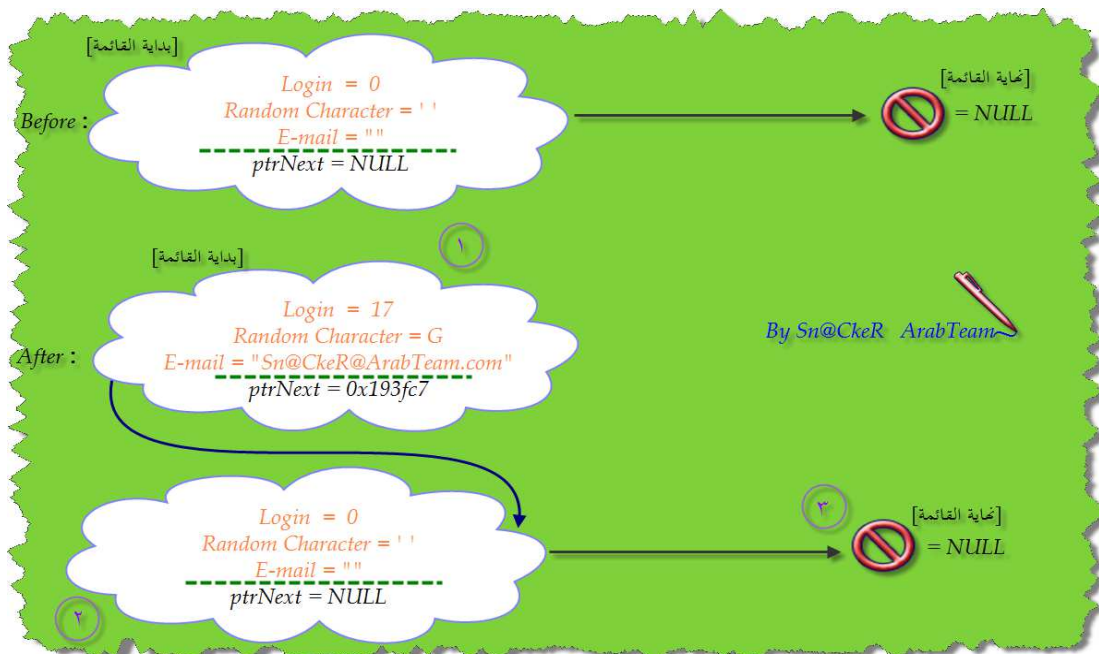 [بداية القائمة]
Before :
Login = 0
Random Character = ' '
E-mail = ""
ptrNext = NULL
[نهاية القائمة]
= NULL
١
[بداية القائمة]
After :
Login = 17
Random Character = G
E-mail = "Sn@CkeR@ArabTeam.com"
ptrNext = 0x193fc7
By Sn@CkeR ArabTeam
Login = 0
Random Character = ' '
E-mail = ""
ptrNext = NULL
٢
٣
[نهاية القائمة]
= NULL